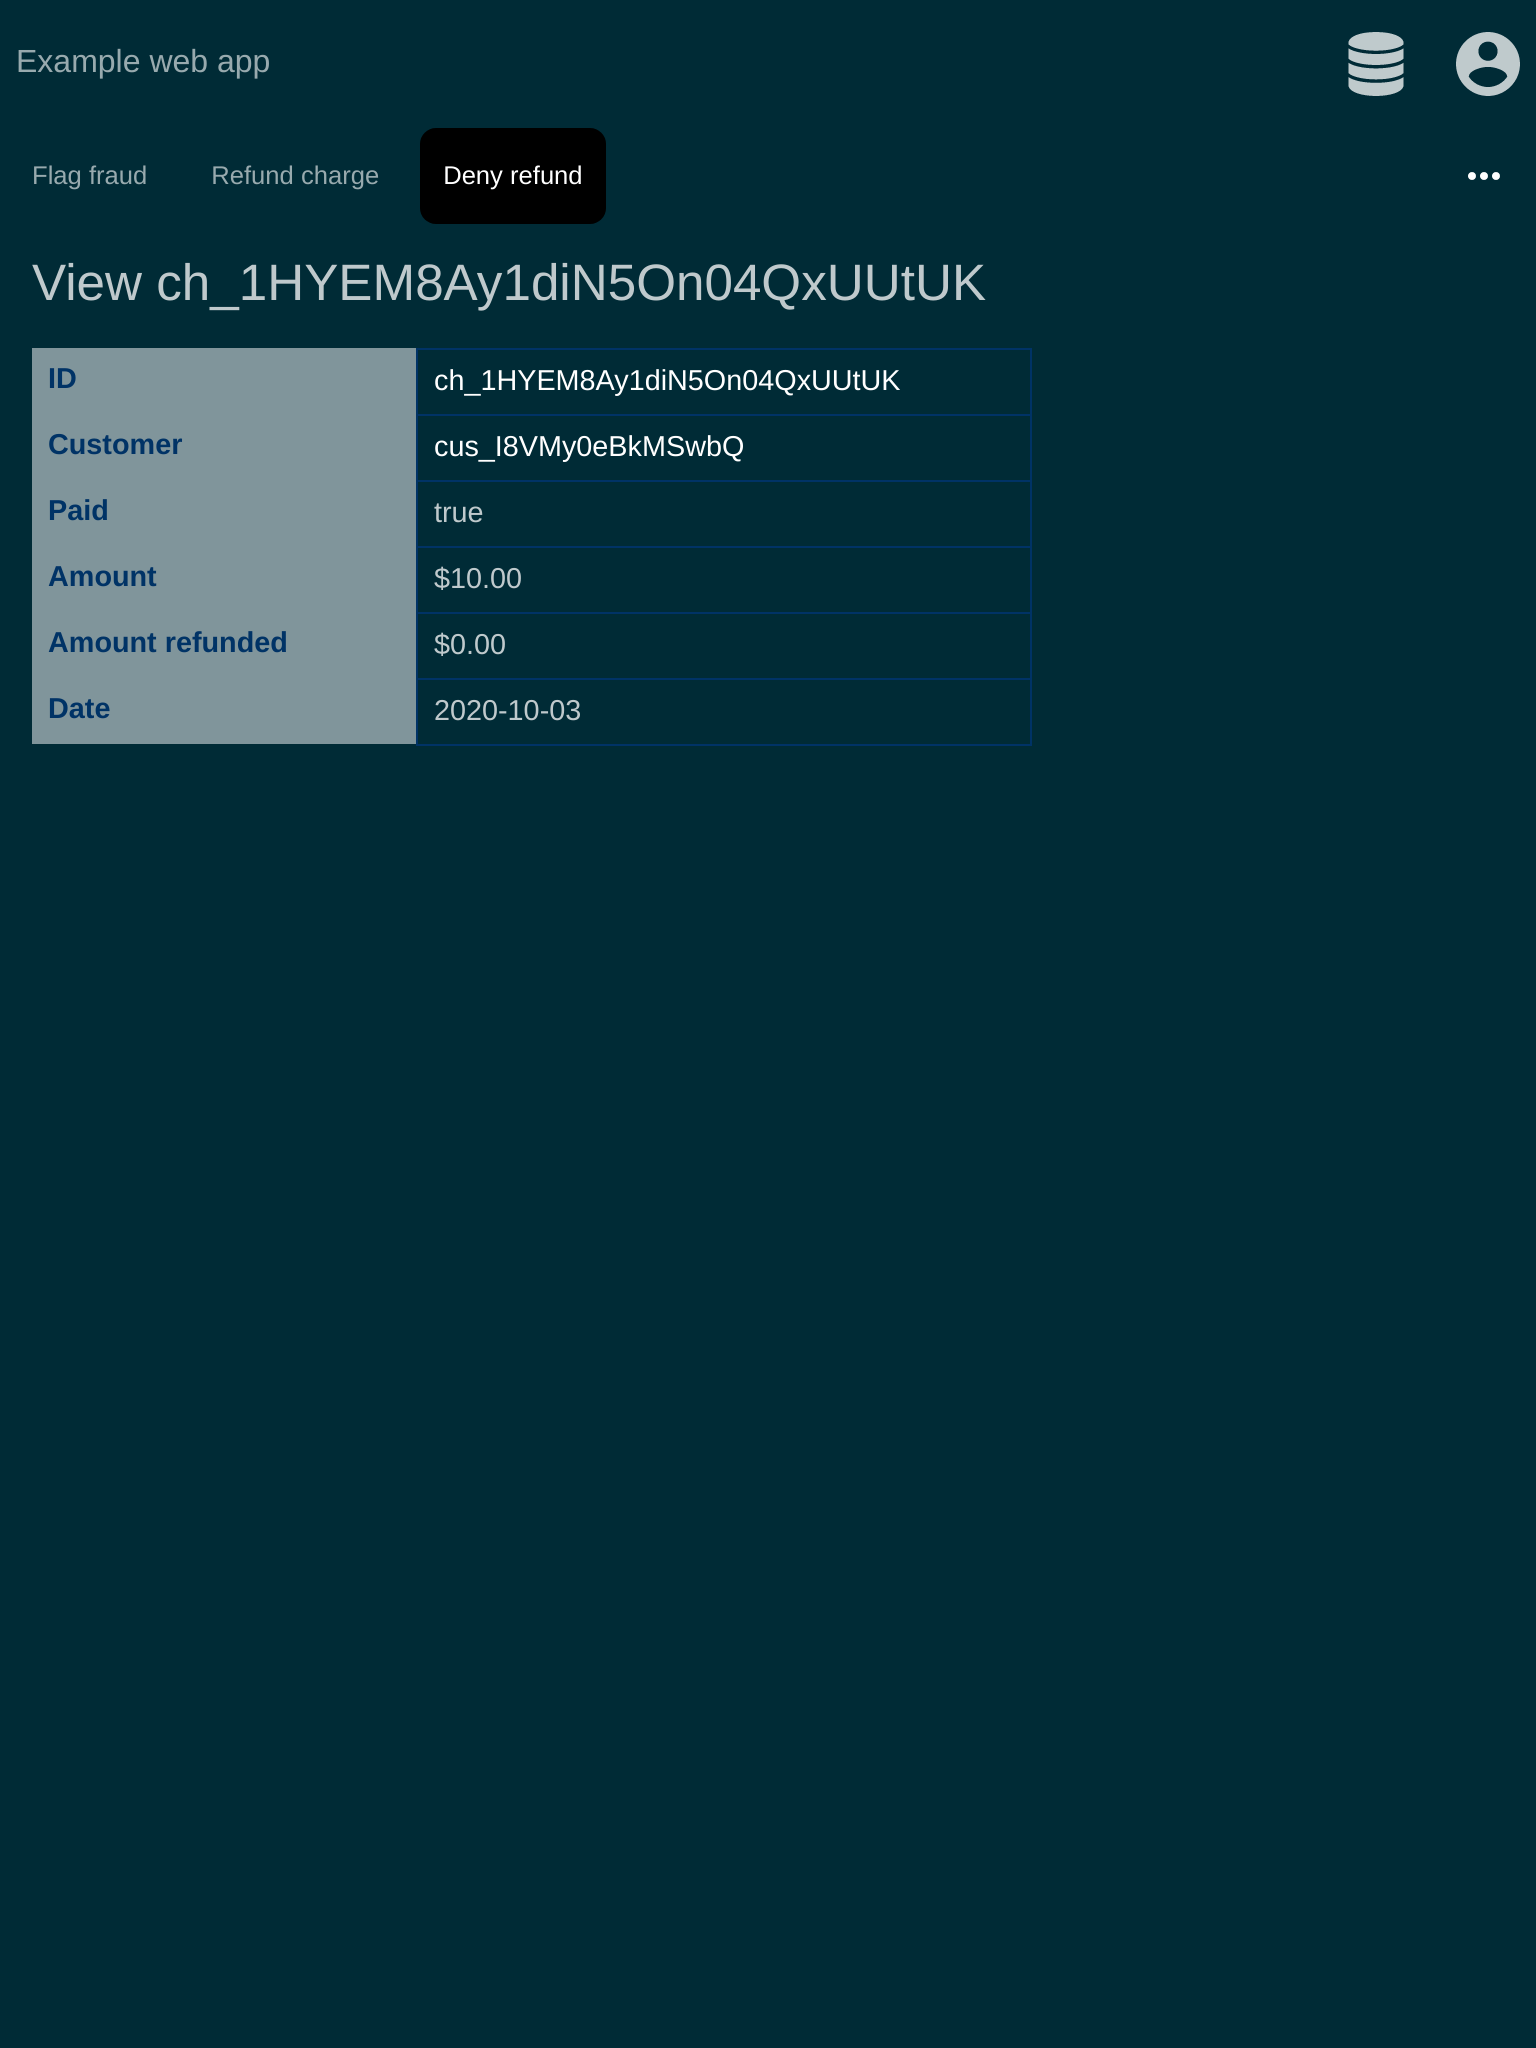 Example web app
Flag fraud Refund charge Deny refund
View ch_1HYEM8Ay1diN5On04QxUUtUK
ID ch_1HYEM8Ay1diN5On04QxUUtUK
Customer cus_I8VMy0eBkMSwbQ
Paid true
Amount $10.00
Amount refunded $0.00
Date 2020-10-03